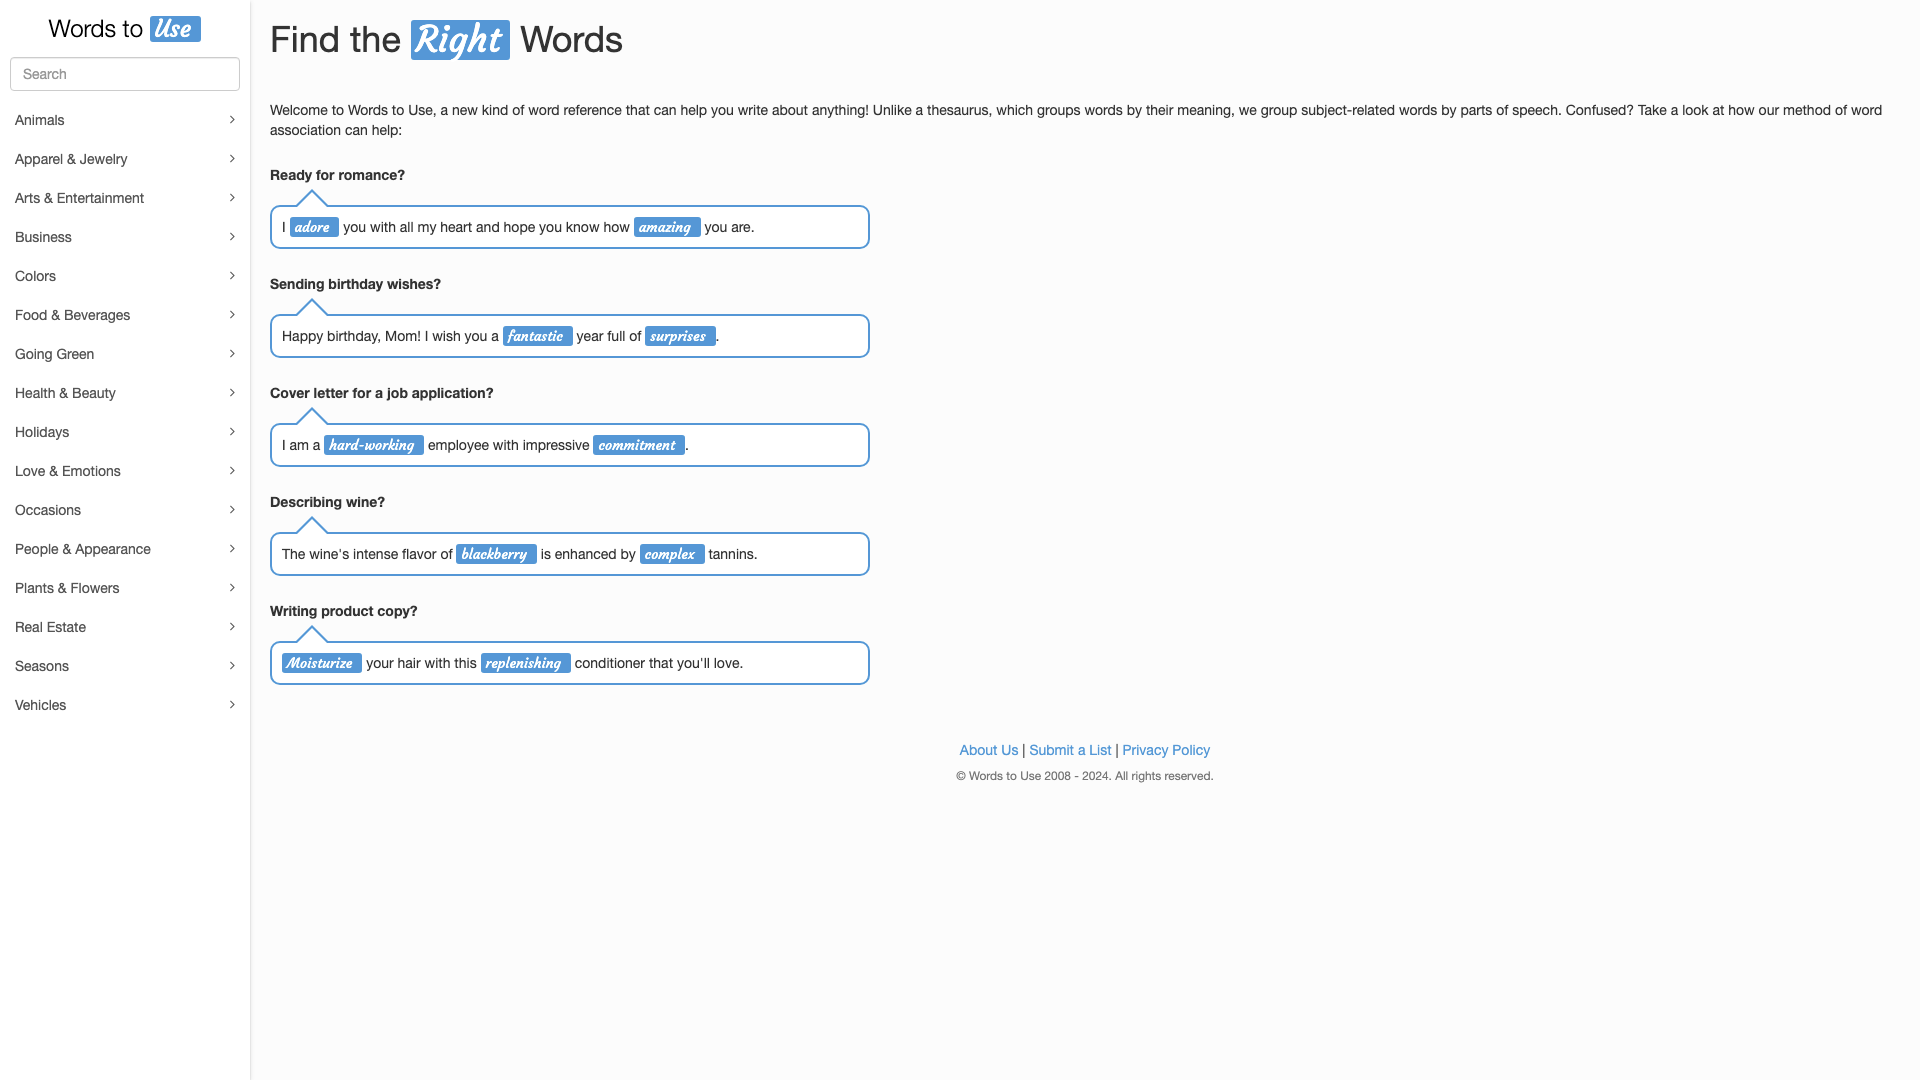 Words to Use
Search
Animals
Apparel & Jewelry
Arts & Entertainment
Business
Colors
Food & Beverages
Going Green
Health & Beauty
Holidays
Love & Emotions
Occasions
People & Appearance
Plants & Flowers
Real Estate
Seasons
Vehicles
Find the Right Words
Welcome to Words to Use, a new kind of word reference that can help you write about anything! Unlike a thesaurus, which groups words by their meaning, we group subject-related words by parts of speech. Confused? Take a look at how our method of word
association can help:
Ready for romance?
I adore you with all my heart and hope you know how amazing you are.
Sending birthday wishes?
Happy birthday, Mom! I wish you a fantastic year full of surprises.
Cover letter for a job application?
I am a hard-working employee with impressive commitment.
Describing wine?
The wine's intense flavor of blackberry is enhanced by complex tannins.
Writing product copy?
Moisturize your hair with this replenishing conditioner that you'll love.
About Us | Submit a List | Privacy Policy
© Words to Use 2008 - 2024. All rights reserved.